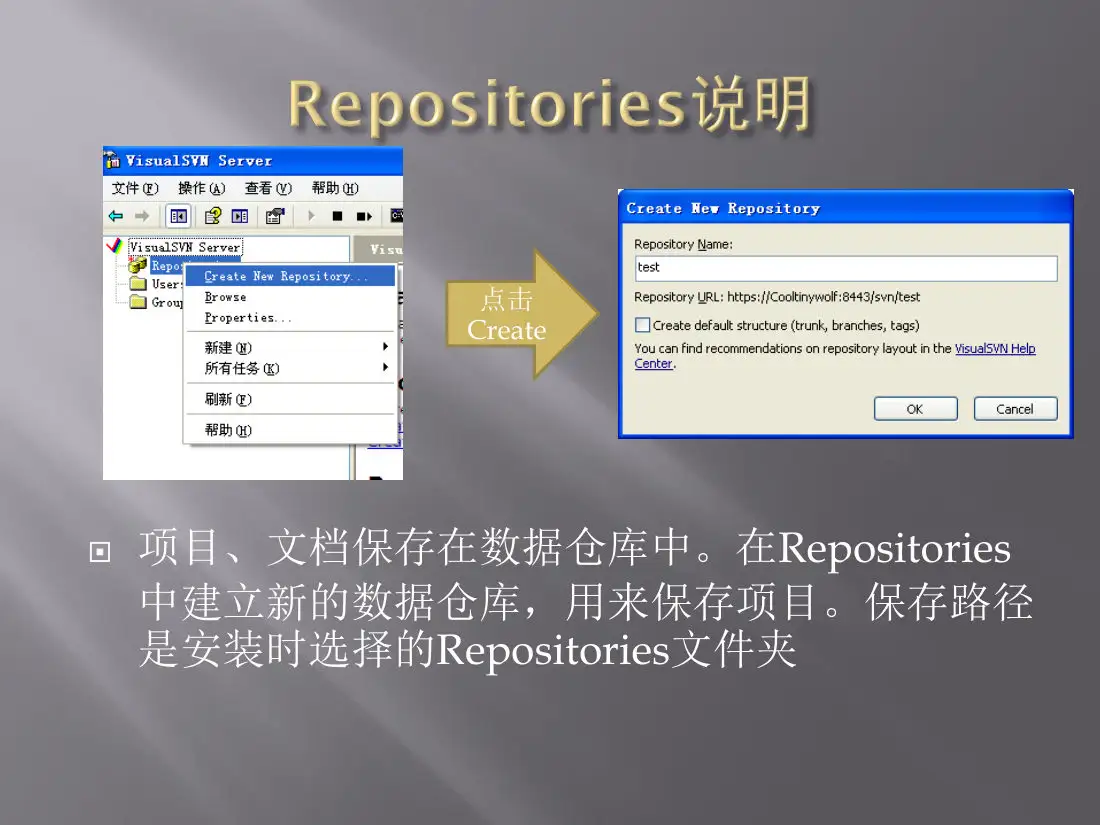 Repositories说明
VisualSVN Server
文件(F) 操作(A) 查看(V) 帮助(H)
VisualSVN Server
Create New Repository...
Browse
Properties...
新建(N)
所有任务(K)
刷新(F)
帮助(H)
点击
Create
Create New Repository
Repository Name:
test
Repository URL: https://Cooltinywolf:8443/svn/test
Create default structure (trunk, branches, tags)
You can find recommendations on repository layout in the VisualSVN Help
Center.
OK Cancel
项目、文档保存在数据仓库中。在Repositories
中建立新的数据仓库，用来保存项目。保存路径
是安装时选择的Repositories文件夹